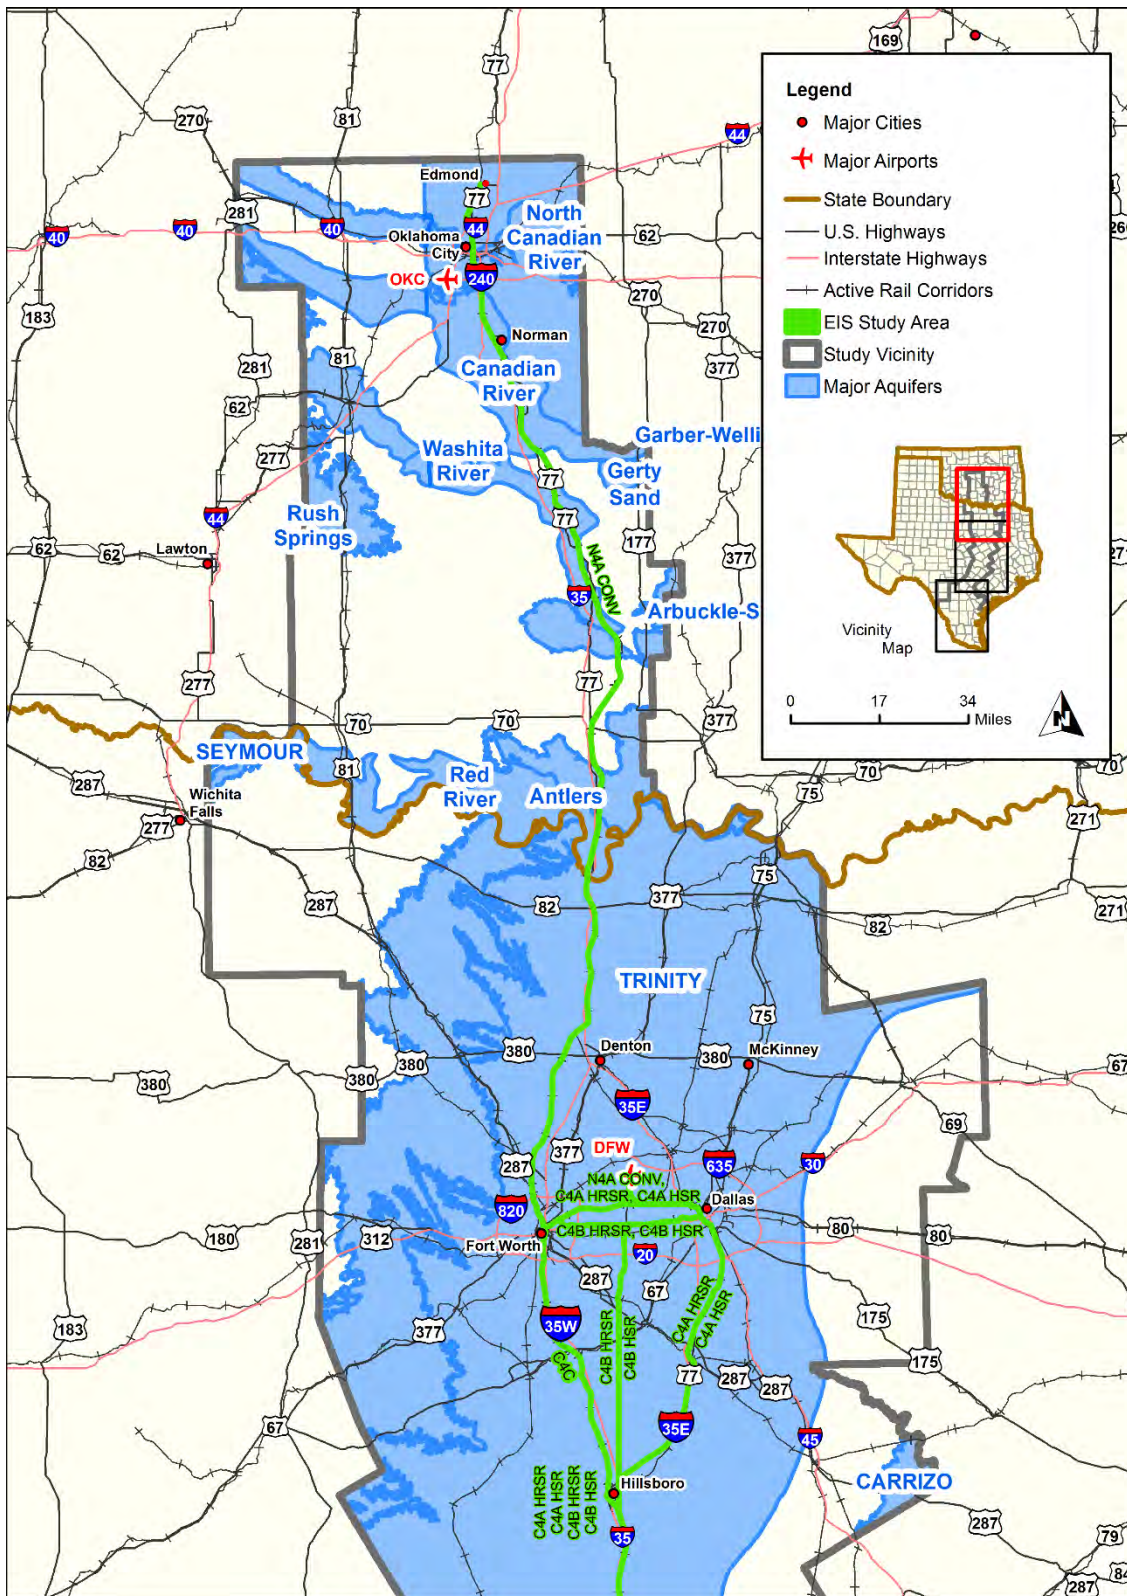 169
77
270
81
44
Legend
Major Cities
Major Airports
State Boundary
U.S. Highways
Interstate Highways
Active Rail Corridors
EIS Study Area
Study Vicinity
Major Aquifers
Vicinity
Map
0 17 34
Miles
N
Edmond
77
281
40
40
40
44
62
North
Canadian
River
Oklahoma
City
OKC
240
270
183
270
Norman
81
281
377
Canadian
River
62
Garber-Welli
277
Washita
River
77
Gerty
Sand
44
Rush
Springs
77
62
62
Lawton
177
377
N4A CONV
35
Arbuckle-S
277
77
70
70
377
SEYMOUR
81
70
70
287
Red
River
Antlers
75
Wichita
Falls
277
271
82
75
287
377
82
82
271
TRINITY
75
380
Denton
380
McKinney
380
380
380
67
35E
69
DFW
377
287
635
30
N4A CONV,
C4A HRSR, C4A HSR
820
Dallas
C4B HRSR, C4B HSR
Fort Worth
180
281
312
20
80
80
287
67
C4A HRSR
C4A HSR
35W
175
183
377
C4B HRSR
C4B HSR
175
C4C
77
287
287
67
35E
45
CARRIZO
Hillsboro
C4A HRSR
C4A HSR
C4B HRSR
C4B HSR
35
287
79
287
84